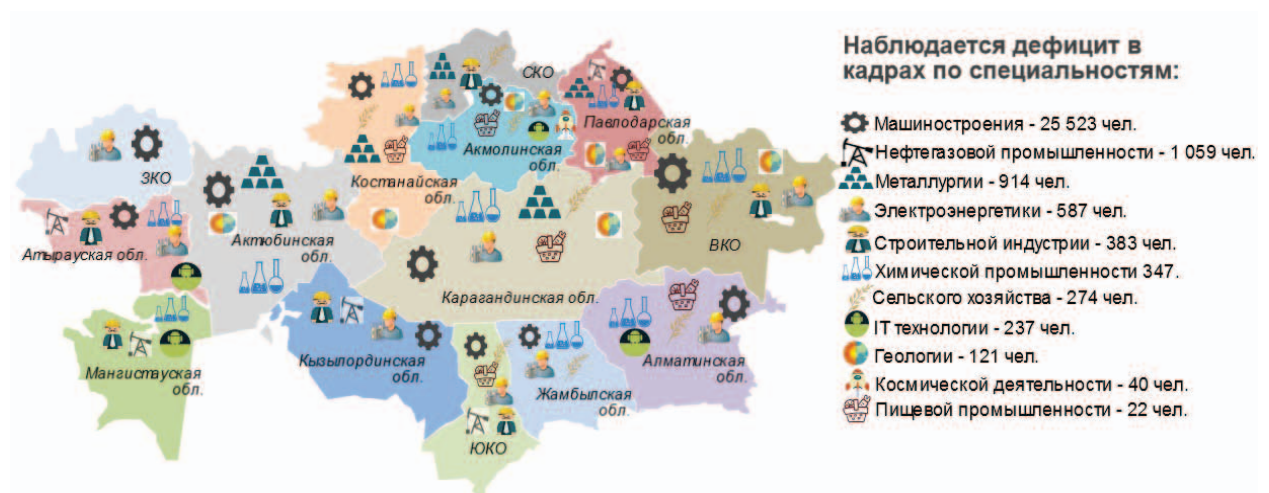 Наблюдается дефицит в
кадрах по специальностям:
Машиностроения - 25 523 чел.
Нефтегазовой промышленности - 1 059 чел.
Металлургии - 914 чел.
Электроэнергетики - 587 чел.
Строительной индустрии - 383 чел.
Химической промышленности 347.
Сельского хозяйства - 274 чел.
IT технологии - 237 чел.
Геологии - 121 чел.
Космической деятельности - 40 чел.
Пищевой промышленности - 22 чел.
СКО
Павлодарская
обл.
Акмолинская
обл.
Костанайская
обл.
ЗКО
Атырауская обл.
Актюбинская
обл.
ВКО
Карагандинская обл.
Мангистауская
обл.
Кызылординская
обл.
Жамбылская
обл.
Алматинская
обл.
ЮКО